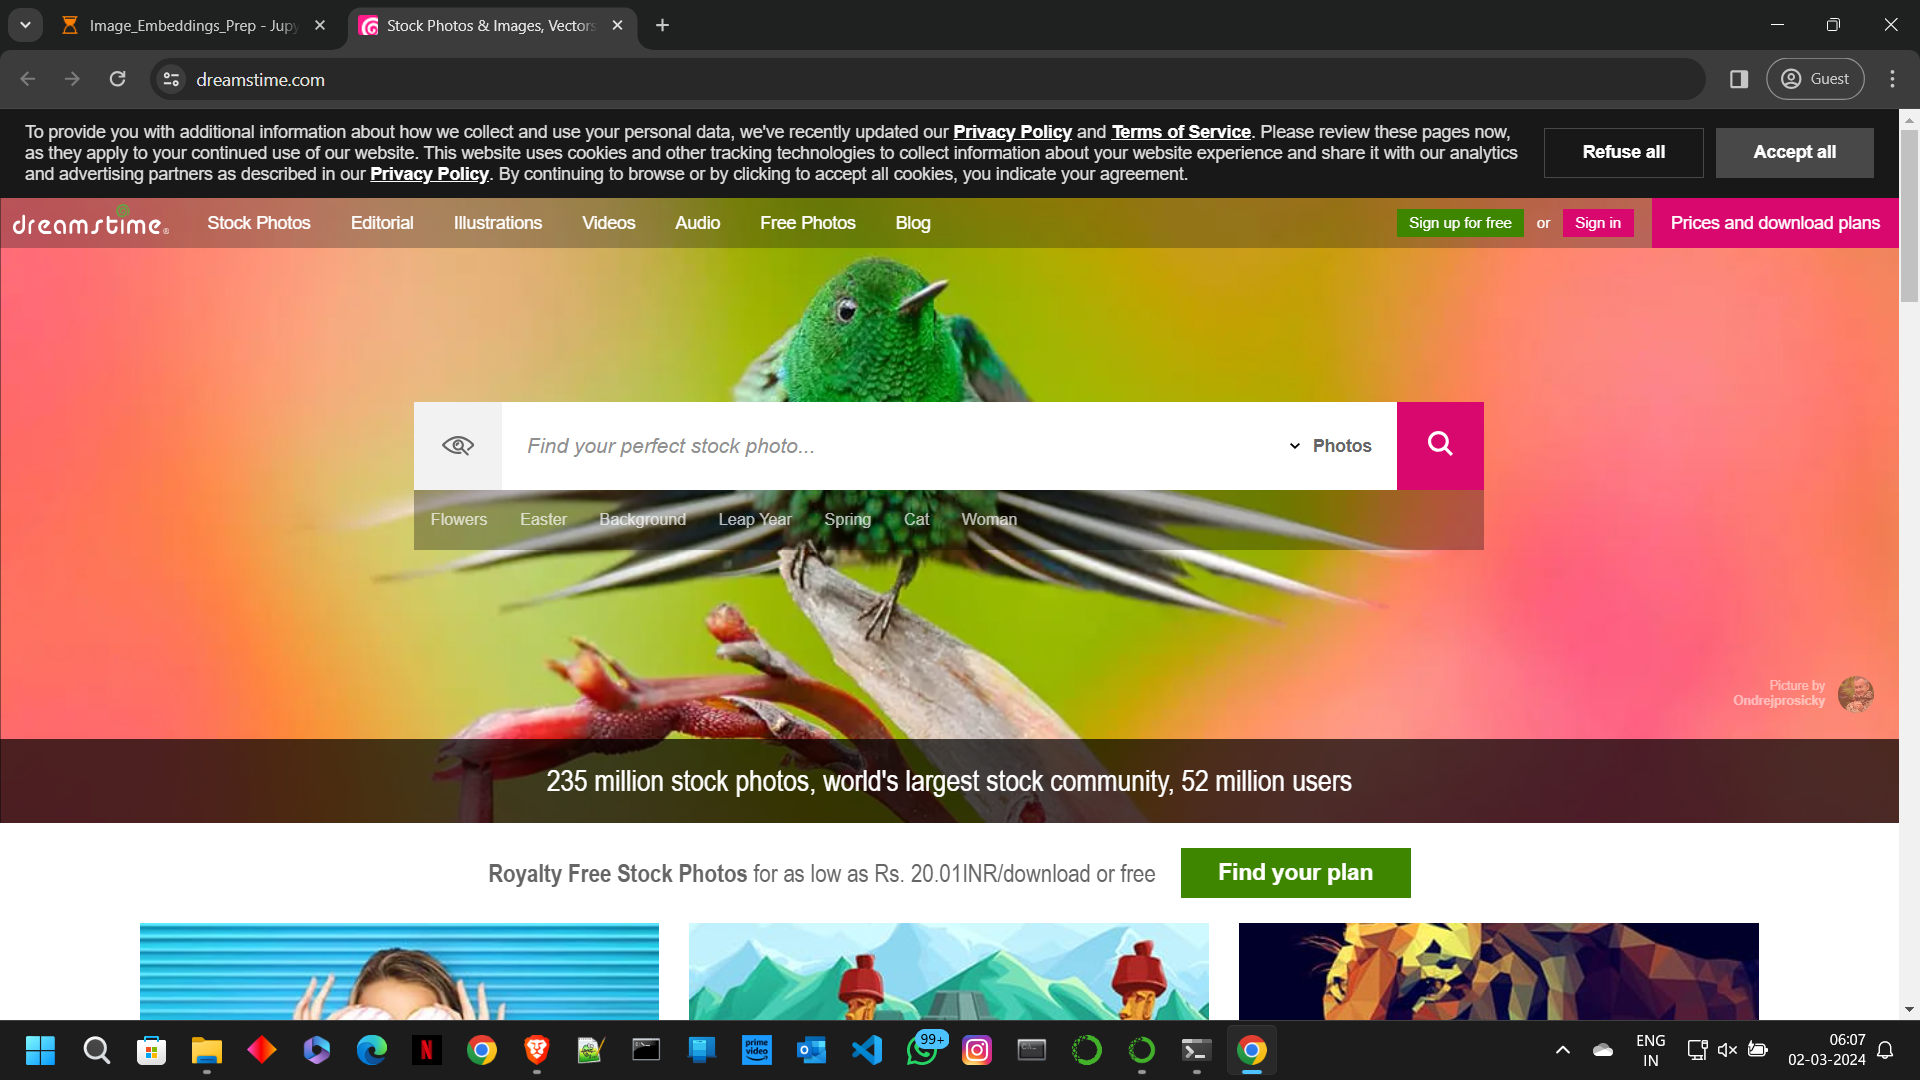 Image_Embeddings_Prep - Jupy
Stock Photos & Images, Vectors
dreamstime.com
Guest
To provide you with additional information about how we collect and use your personal data, we've recently updated our Privacy Policy and Terms of Service. Please review these pages now,
as they apply to your continued use of our website. This website uses cookies and other tracking technologies to collect information about your website experience and share it with our analytics
and advertising partners as described in our Privacy Policy. By continuing to browse or by clicking to accept all cookies, you indicate your agreement.
Refuse all
Accept all
dreamstime®
Stock Photos
Editorial
Illustrations
Videos
Audio
Free Photos
Blog
Sign up for free
or
Sign in
Prices and download plans
Find your perfect stock photo...
Photos
Flowers
Easter
Background
Leap Year
Spring
Cat
Woman
Picture by
Ondrejprosicky
235 million stock photos, world's largest stock community, 52 million users
Royalty Free Stock Photos for as low as Rs. 20.01INR/download or free
Find your plan
prime
video
99+
ENG
IN
06:07
02-03-2024